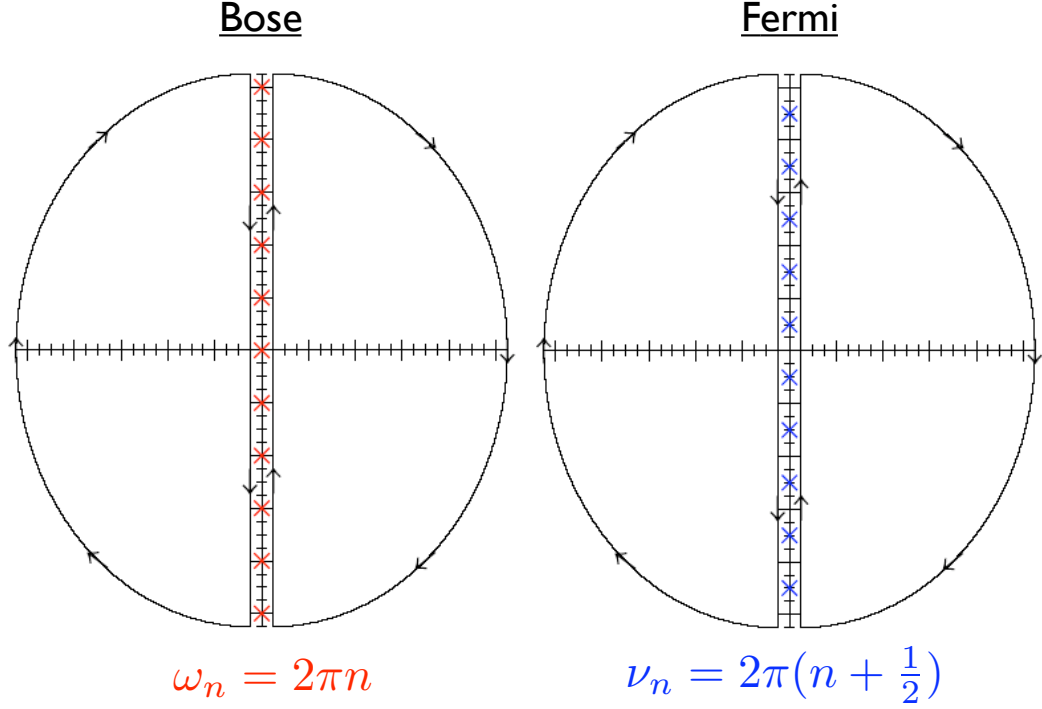 Bose
Fermi
ωₙ = 2πn
νₙ = 2π(n + ½)